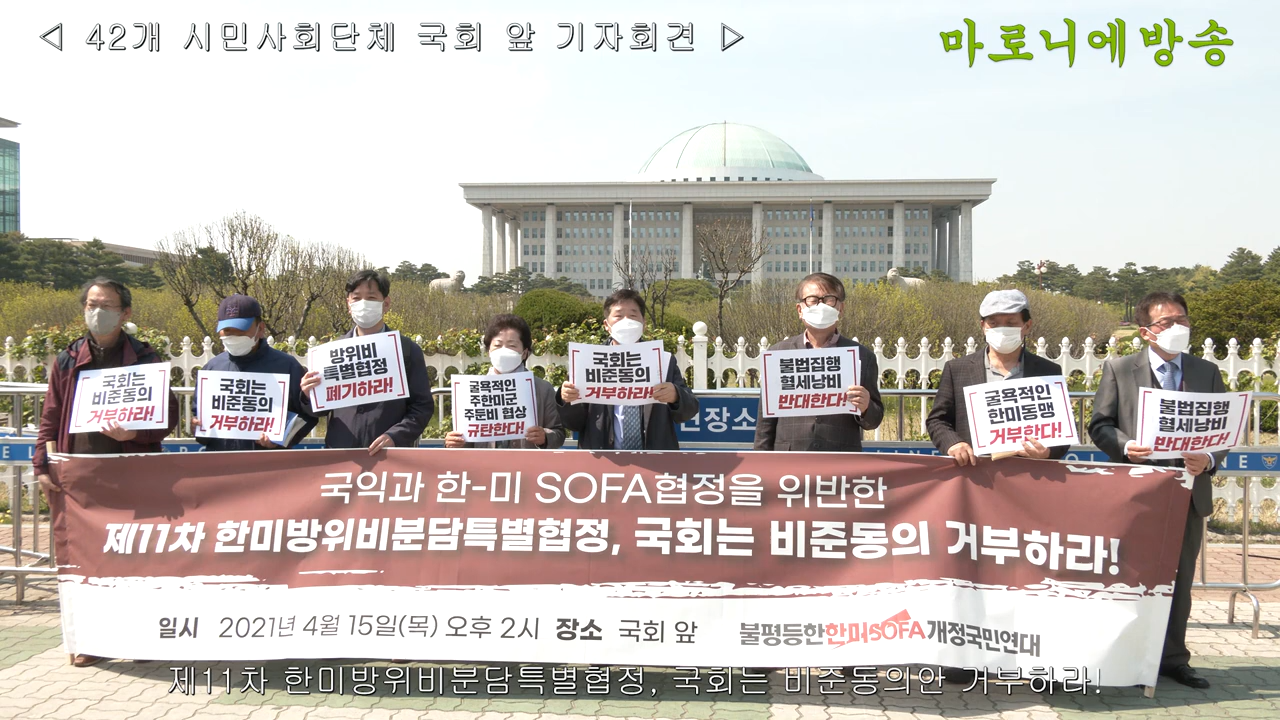 ◁ 42개 시민사회단체 국회 앞 기자회견 ▷
마로니에방송
국회는
비준동의
거부하라!
국회는
비준동의
거부하라!
방위비
특별협정
폐기하라!
굴욕적인
주한미군
주둔비 협상
규탄한다!
국회는
비준동의
거부하라!
불법집행
혈세낭비
반대한다!
굴욕적인
한미동맹
거부한다!
불법집행
혈세낭비
반대한다!
국익과 한-미 SOFA협정을 위반한
제11차 한미방위비분담특별협정, 국회는 비준동의 거부하라!
일시 2021년 4월 15일(목) 오후 2시 장소 국회 앞
불평등한한미SOFA개정국민연대
제11차 한미방위비분담특별협정, 국회는 비준동의안 거부하라!